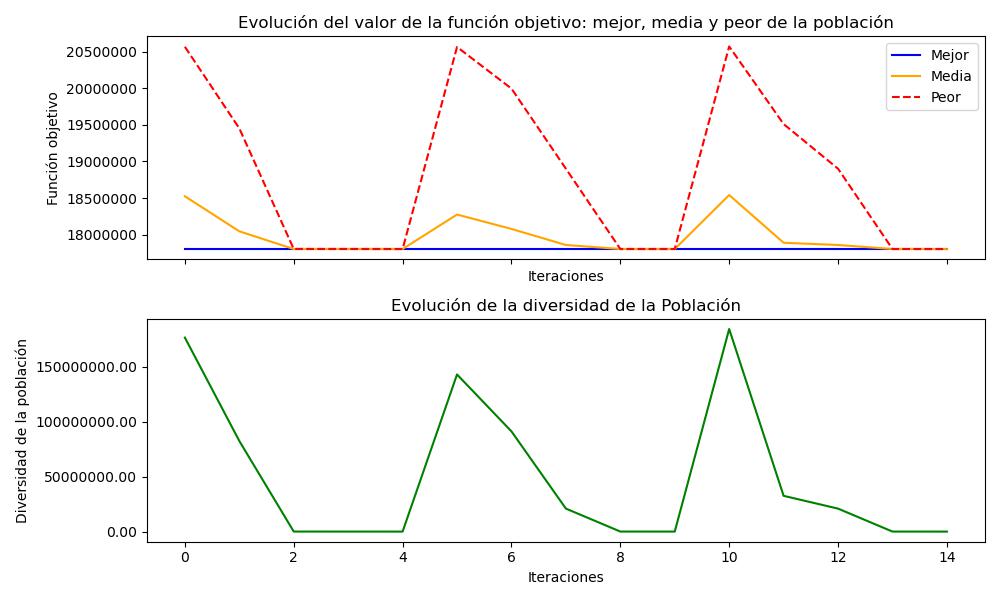 Evolución del valor de la función objetivo: mejor, media y peor de la población
20500000
20000000
19500000
19000000
18500000
18000000
Función objetivo
Mejor
Media
Peor
Iteraciones
Evolución de la diversidad de la Población
150000000.00
100000000.00
50000000.00
0.00
Diversidad de la población
0 2 4 6 8 10 12 14
Iteraciones